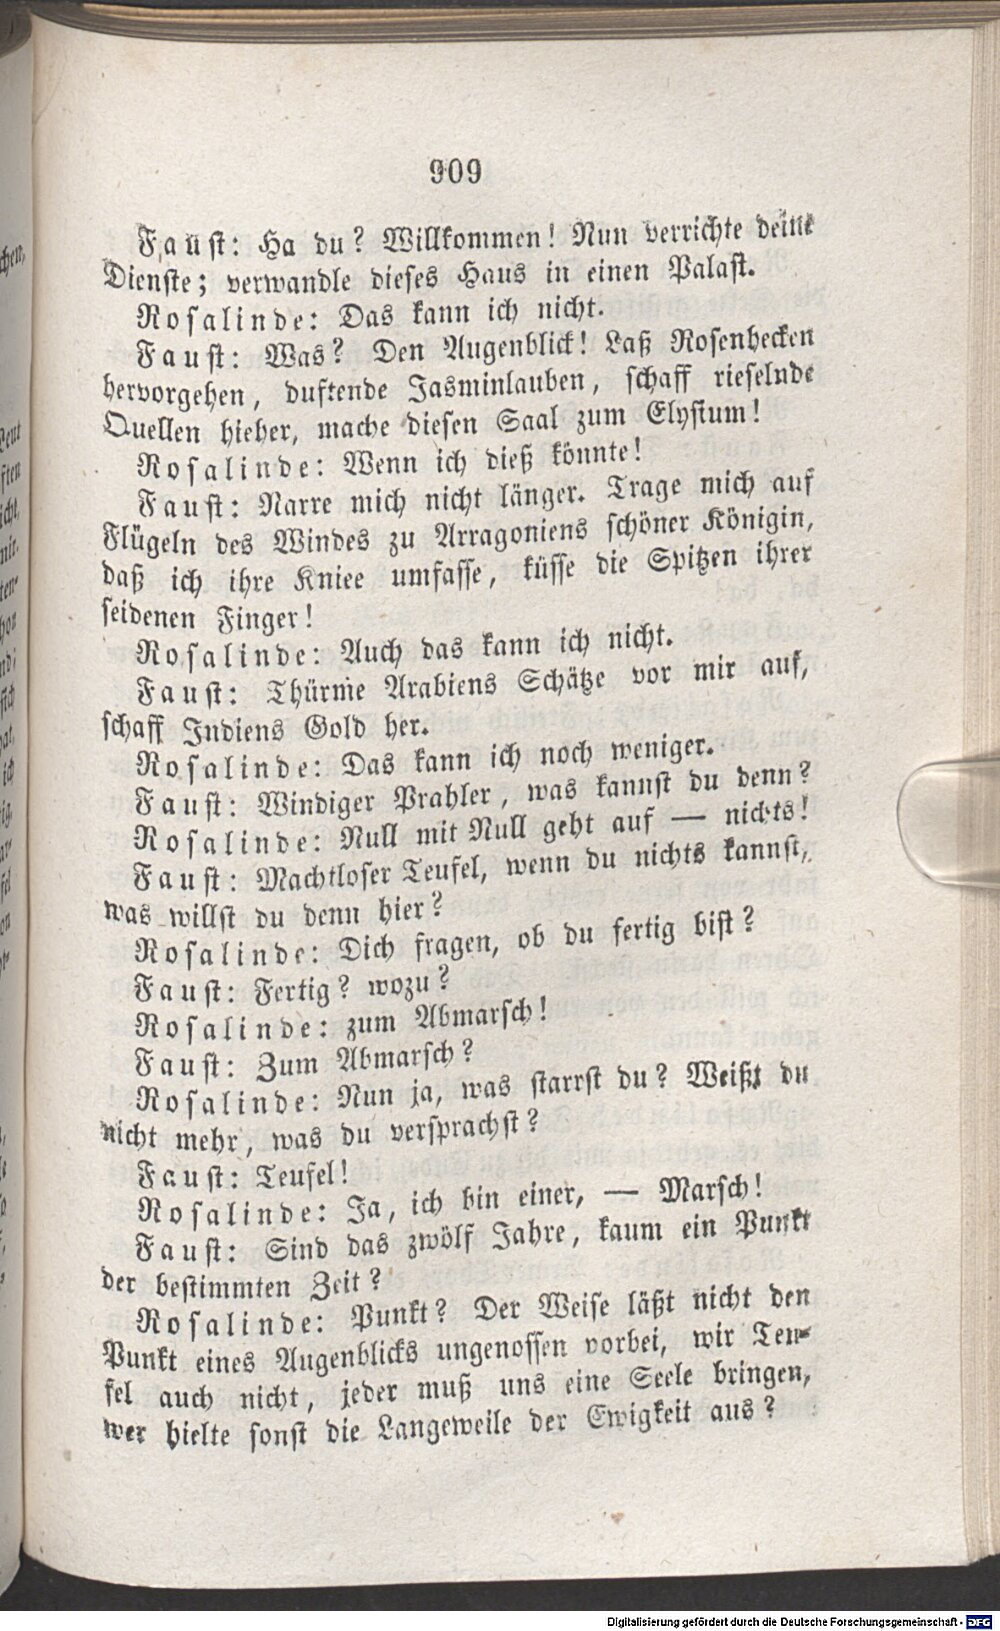 909
Faust: Ha du? Willkommen! Nun verrichte deine
Dienste; verwandle dieses Haus in einen Palast.
Rosalinde: Das kann ich nicht.
Faust: Was? Den Augenblick! Laß Rosenhecken
hervorgehen, duftende Jasminlauben, schaff rieselnde
Quellen hieher, mache diesen Saal zum Elysium!
Rosalinde: Wenn ich dieß könnte!
Faust: Narre mich nicht länger. Trage mich auf
Flügeln des Windes zu Arragoniens schöner Königin,
daß ich ihre Kniee umfasse, küsse die Spitzen ihrer
seidenen Finger!
Rosalinde: Auch das kann ich nicht.
Faust: Thürme Arabiens Schätze vor mir auf,
schaff Indiens Gold her.
Rosalinde: Das kann ich noch weniger.
Faust: Windiger Prahler, was kannst du denn?
Rosalinde: Null mit Null geht auf — nichts!
Faust: Machtloser Teufel, wenn du nichts kannst,
was willst du denn hier?
Rosalinde: Dich fragen, ob du fertig bist?
Faust: Fertig? wozu?
Rosalinde: zum Abmarsch!
Faust: Zum Abmarsch?
Rosalinde: Nun ja, was starrst du? Weißt du
nicht mehr, was du versprachst?
Faust: Teufel!
Rosalinde: Ja, ich bin einer, — Marsch!
Faust: Sind das zwölf Jahre, kaum ein Punkt
der bestimmten Zeit?
Rosalinde: Punkt? Der Weise läßt nicht den
Punkt eines Augenblicks ungenossen vorbei, wir Teu-
fel auch nicht, jeder muß uns eine Seele bringen,
wer hielte sonst die Langeweile der Ewigkeit aus?
Digitalisierung gefördert durch die Deutsche Forschungsgemeinschaft - DFG